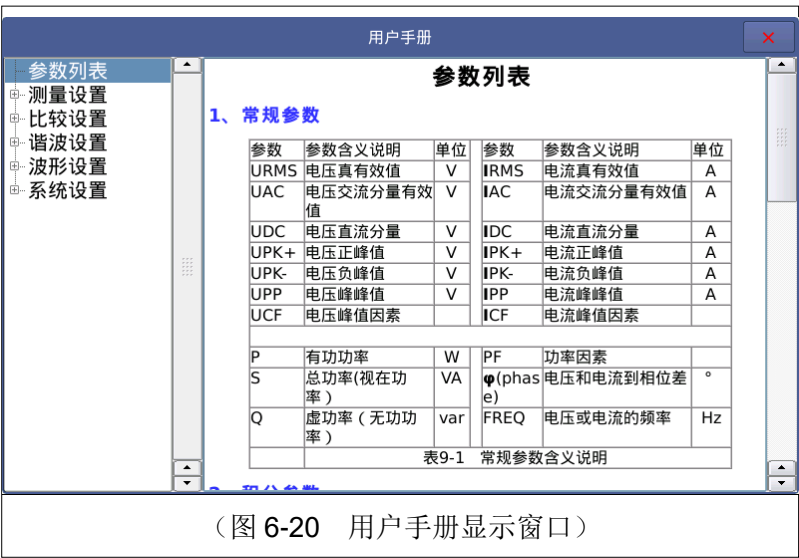 用户手册
参数列表
测量设置
比较设置
谐波设置
波形设置
系统设置
参数列表
1、常规参数
参数 参数含义说明 单位 参数 参数含义说明 单位
URMS 电压真有效值 V IRMS 电流真有效值 A
UAC 电压交流分量有效 V IAC 电流交流分量有效值 A
值
UDC 电压直流分量 V IDC 电流直流分量 A
UPK+ 电压正峰值 V IPK+ 电流正峰值 A
UPK- 电压负峰值 V IPK- 电流负峰值 A
UPP 电压峰峰值 V IPP 电流峰峰值 A
UCF 电压峰值因素 ICF 电流峰值因素
P 有功功率 W PF 功率因素
S 总功率(视在功 VA φ(phas 电压和电流到相位差 °
率） e)
Q 虚功率（无功功 var FREQ 电压或电流的频率 Hz
率）
表9-1 常规参数含义说明
2、积分参数
（图 6-20 用户手册显示窗口）